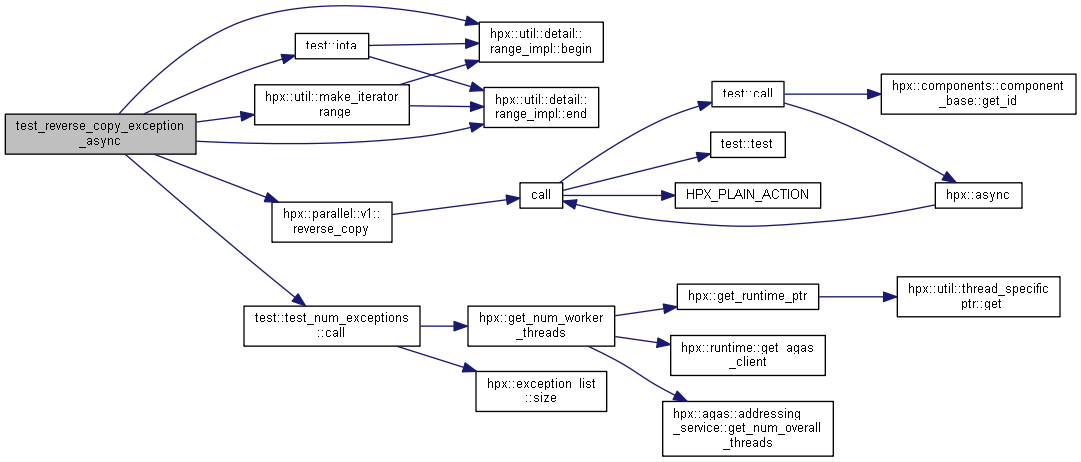 test_reverse_copy_exception
_async
test::iota
hpx::util::make_iterator
_range
hpx::util::detail::
range_impl::begin
hpx::util::detail::
range_impl::end
hpx::parallel::v1::
reverse_copy
call
test::call
test::test
HPX_PLAIN_ACTION
hpx::components::component
_base::get_id
hpx::async
test::test_num_exceptions
::call
hpx::get_num_worker
_threads
hpx::exception_list
::size
hpx::get_runtime_ptr
hpx::runtime::get_agas
_client
hpx::agas::addressing
_service::get_num_overall
_threads
hpx::util::thread_specific
_ptr::get